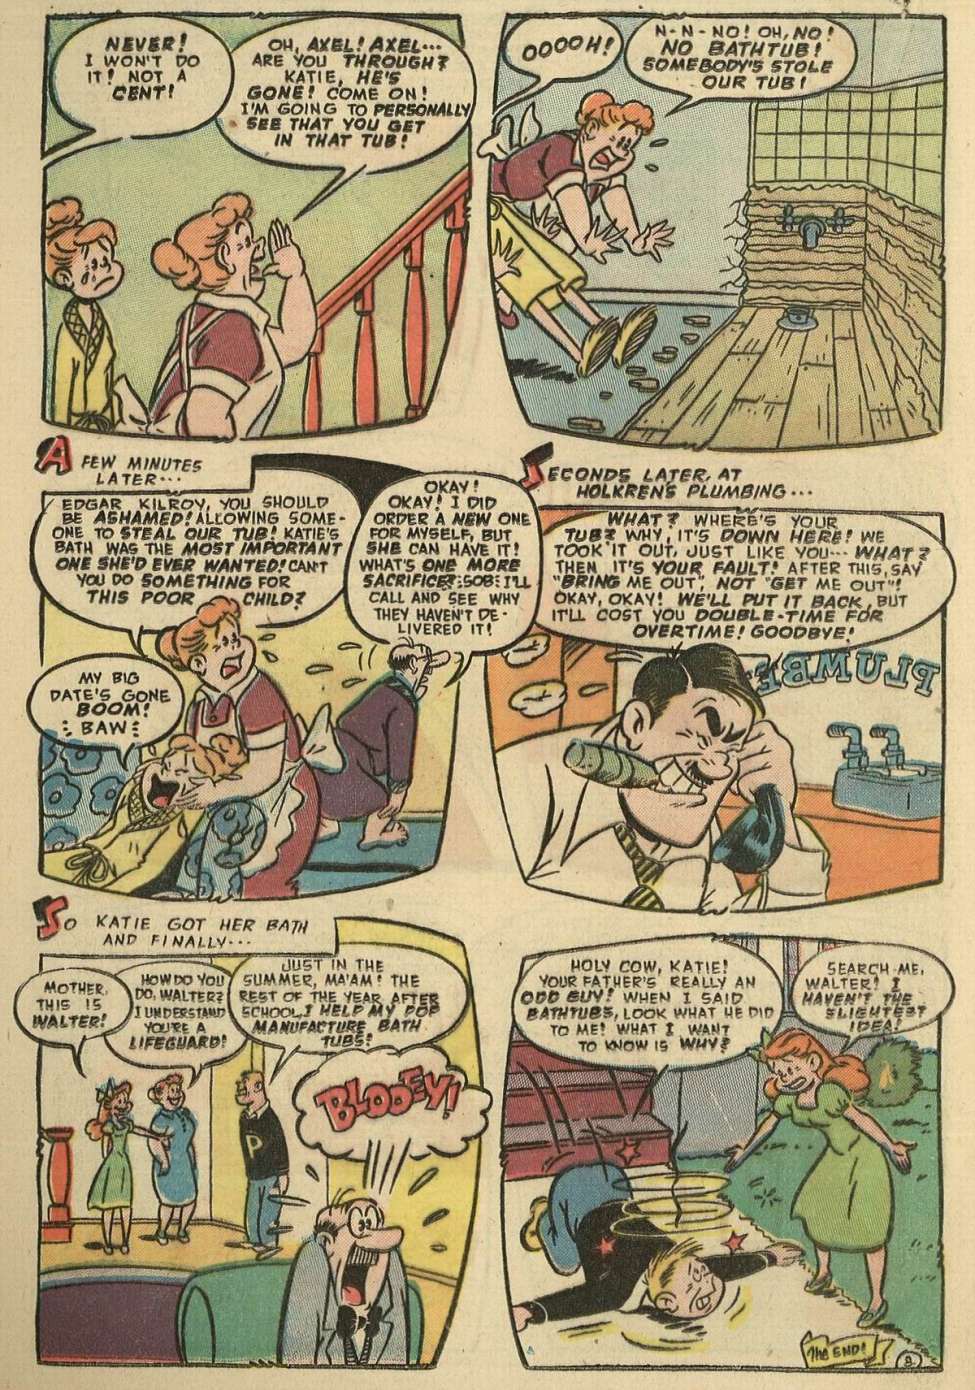 NEVER!
I WON'T DO
IT! NOT A
CENT!
OH, AXEL! AXEL...
ARE YOU THROUGH?
KATIE, HE'S
GONE! COME ON!
I'M GOING TO PERSONALLY
SEE THAT YOU GET
IN THAT TUB!
OOOOH!
N-N-NO! OH, NO!
NO BATHTUB!
SOMEBODY'S STOLE
OUR TUB!
A FEW MINUTES
LATER...
EDGAR KILROY, YOU SHOULD
BE ASHAMED! ALLOWING SOME-
ONE TO STEAL OUR TUB! KATIE'S
BATH WAS THE MOST IMPORTANT
ONE SHE'D EVER WANTED! CAN'T
YOU DO SOMETHING FOR
THIS POOR CHILD?
MY BIG
DATE'S GONE
BOOM!
:BAW:
OKAY!
OKAY! I DID
ORDER A NEW ONE
FOR MYSELF, BUT
SHE CAN HAVE IT!
WHAT'S ONE MORE
SACRIFICE? :SOB: I'LL
CALL AND SEE WHY
THEY HAVEN'T DE-
LIVERED IT!
SECONDS LATER, AT
HOLKREN'S PLUMBING...
WHAT? WHERE'S YOUR
TUB? WHY, IT'S DOWN HERE! WE
TOOK IT OUT, JUST LIKE YOU... WHAT?
THEN IT'S YOUR FAULT! AFTER THIS, SAY
"BRING ME OUT", NOT "GET ME OUT"!
OKAY, OKAY! WE'LL PUT IT BACK, BUT
IT'LL COST YOU DOUBLE-TIME FOR
OVERTIME! GOODBYE!
PLUMBE
SO KATIE GOT HER BATH
AND FINALLY...
MOTHER,
THIS IS
WALTER!
HOW DO YOU
DO, WALTER?
I UNDERSTAND
YOU'RE A
LIFEGUARD!
JUST IN THE
SUMMER, MA'AM! THE
REST OF THE YEAR AFTER
SCHOOL, I HELP MY POP
MANUFACTURE BATH
TUBS!
P
BLOOEY!
HOLY COW, KATIE!
YOUR FATHER'S REALLY AN
ODD GUY! WHEN I SAID
BATHTUBS, LOOK WHAT HE DID
TO ME! WHAT I WANT
TO KNOW IS WHY?
SEARCH ME,
WALTER! I
HAVEN'T THE
SLIGHTEST
IDEA!
The END!
8